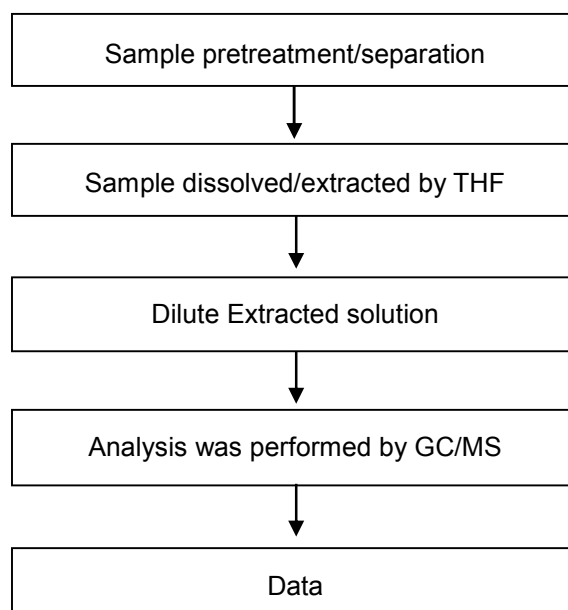 Sample pretreatment/separation
Sample dissolved/extracted by THF
Dilute Extracted solution
Analysis was performed by GC/MS
Data